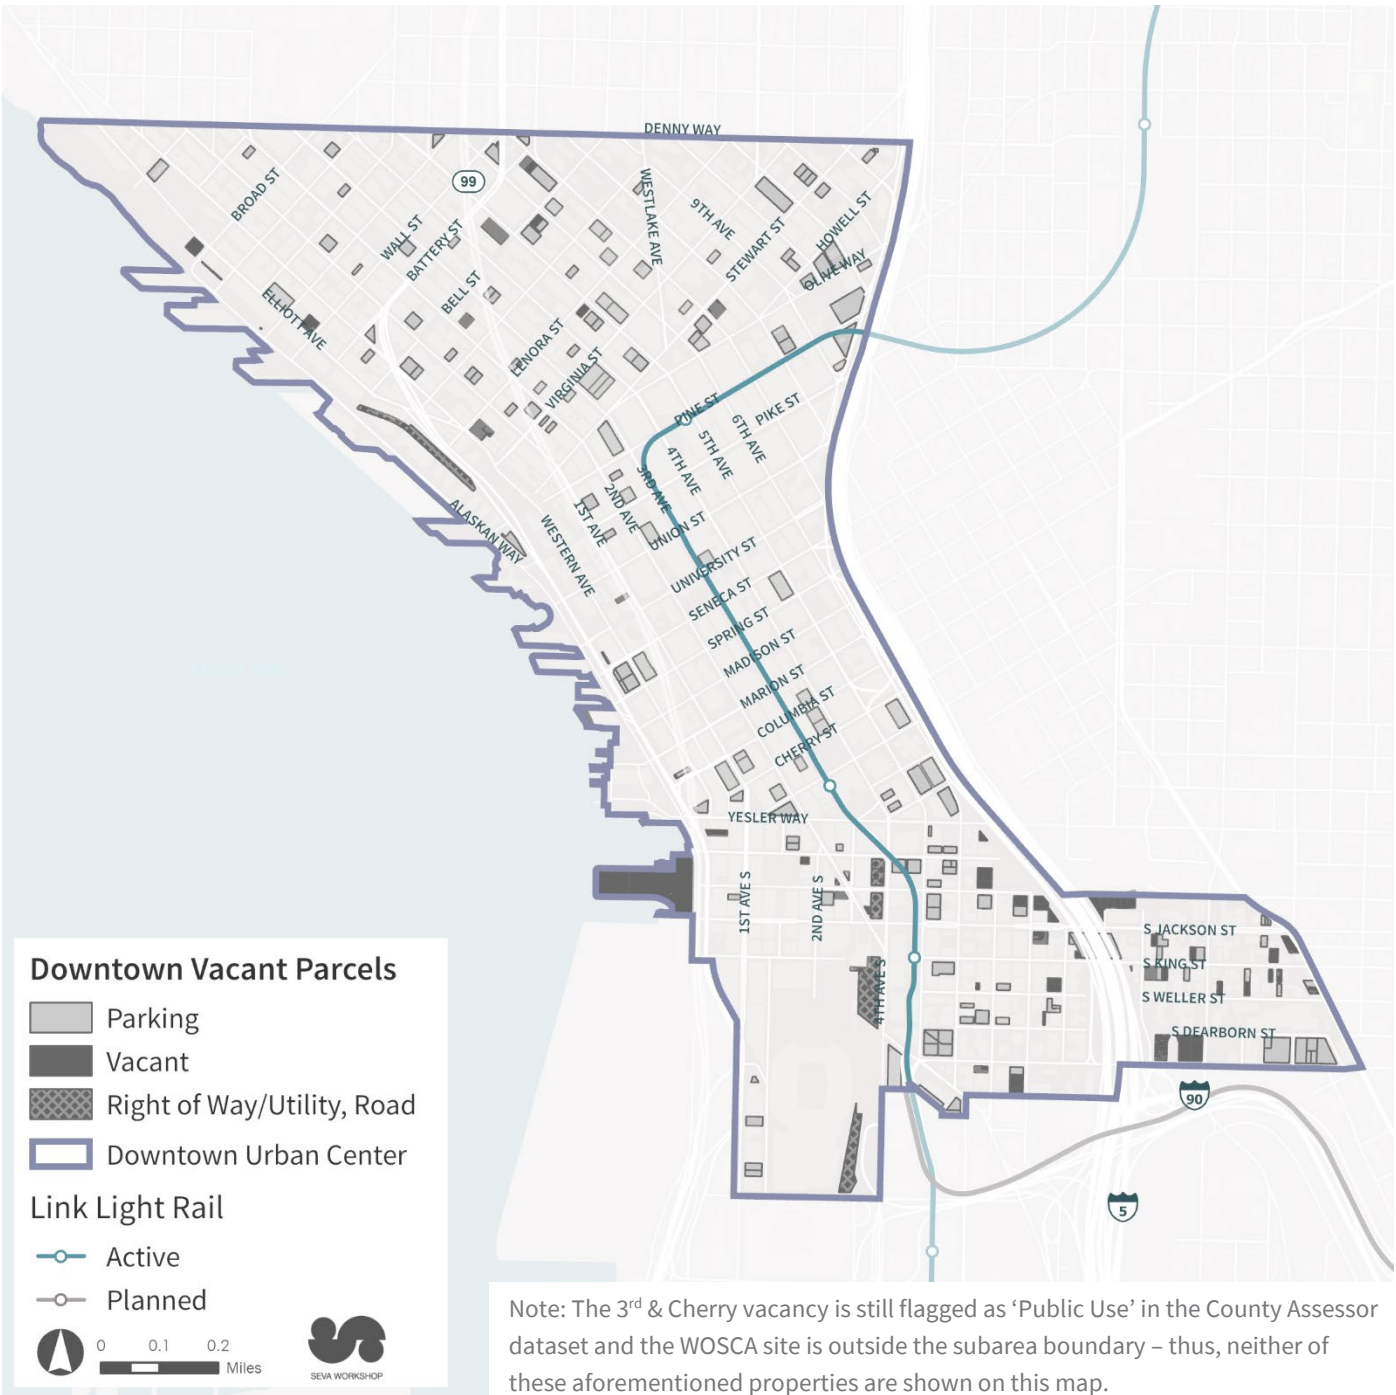 DENNY WAY
99
BROAD ST
WALL ST
BATTERY ST
BELL ST
ELLIOTT AVE
LENORA ST
VIRGINIA ST
WESTLAKE AVE
9TH AVE
STEWART ST
HOWELL ST
OLIVE WAY
PINE ST
PIKE ST
6TH AVE
5TH AVE
4TH AVE
3RD AVE
2ND AVE
1ST AVE
UNION ST
ALASKAN WAY
WESTERN AVE
UNIVERSITY ST
SENECA ST
SPRING ST
MADISON ST
MARION ST
COLUMBIA ST
CHERRY ST
YESLER WAY
1ST AVE S
2ND AVE S
4TH AVE S
S JACKSON ST
S KING ST
S WELLER ST
S DEARBORN ST
90
5
Downtown Vacant Parcels
Parking
Vacant
Right of Way/Utility, Road
Downtown Urban Center
Link Light Rail
Active
Planned
0 0.1 0.2
Miles
SEVA WORKSHOP
Note: The 3rd & Cherry vacancy is still flagged as ‘Public Use’ in the County Assessor
dataset and the WOSCA site is outside the subarea boundary – thus, neither of
these aforementioned properties are shown on this map.